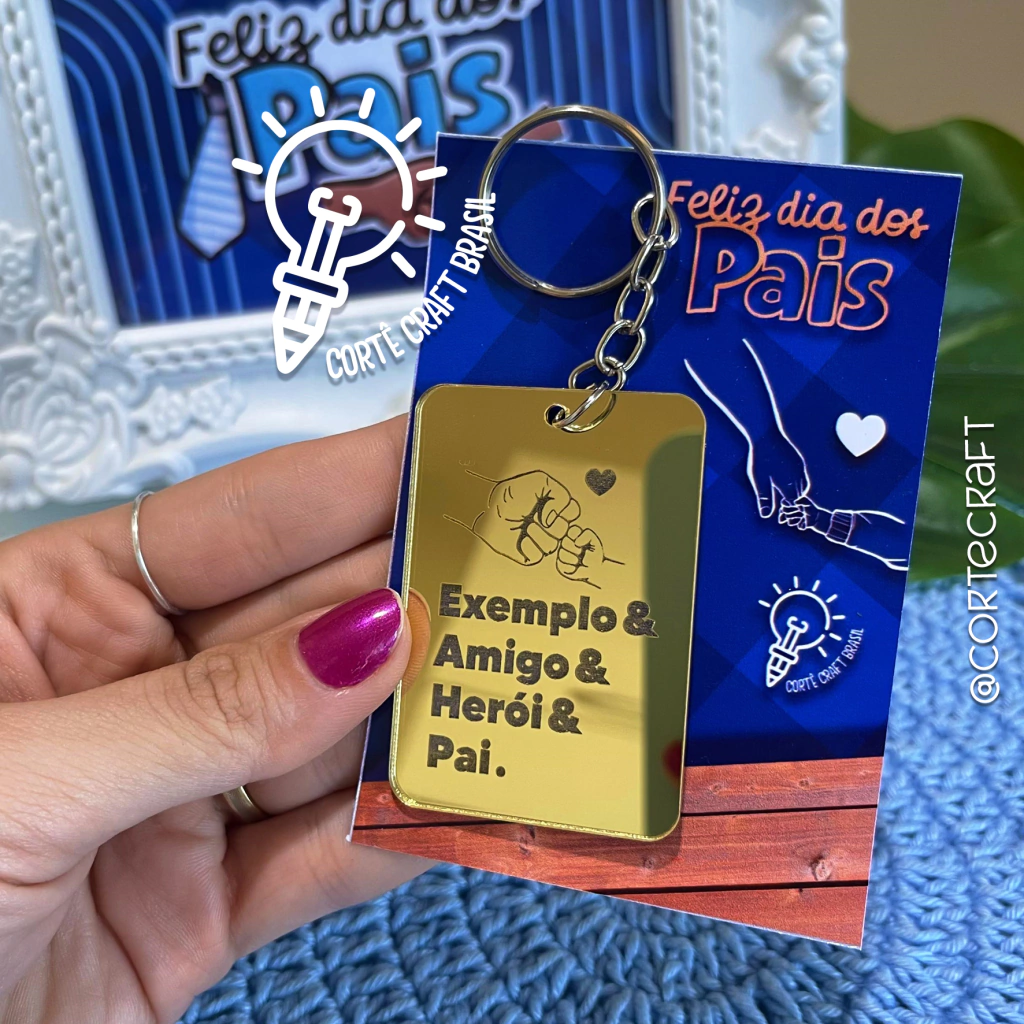 Feliz dia dos
Pais
CORTÊ CRAFT BRASIL
Feliz dia dos
Pais
Exemplo &
Amigo &
Herói &
Pai.
CORTÊ CRAFT BRASIL
@CORTECRAFT